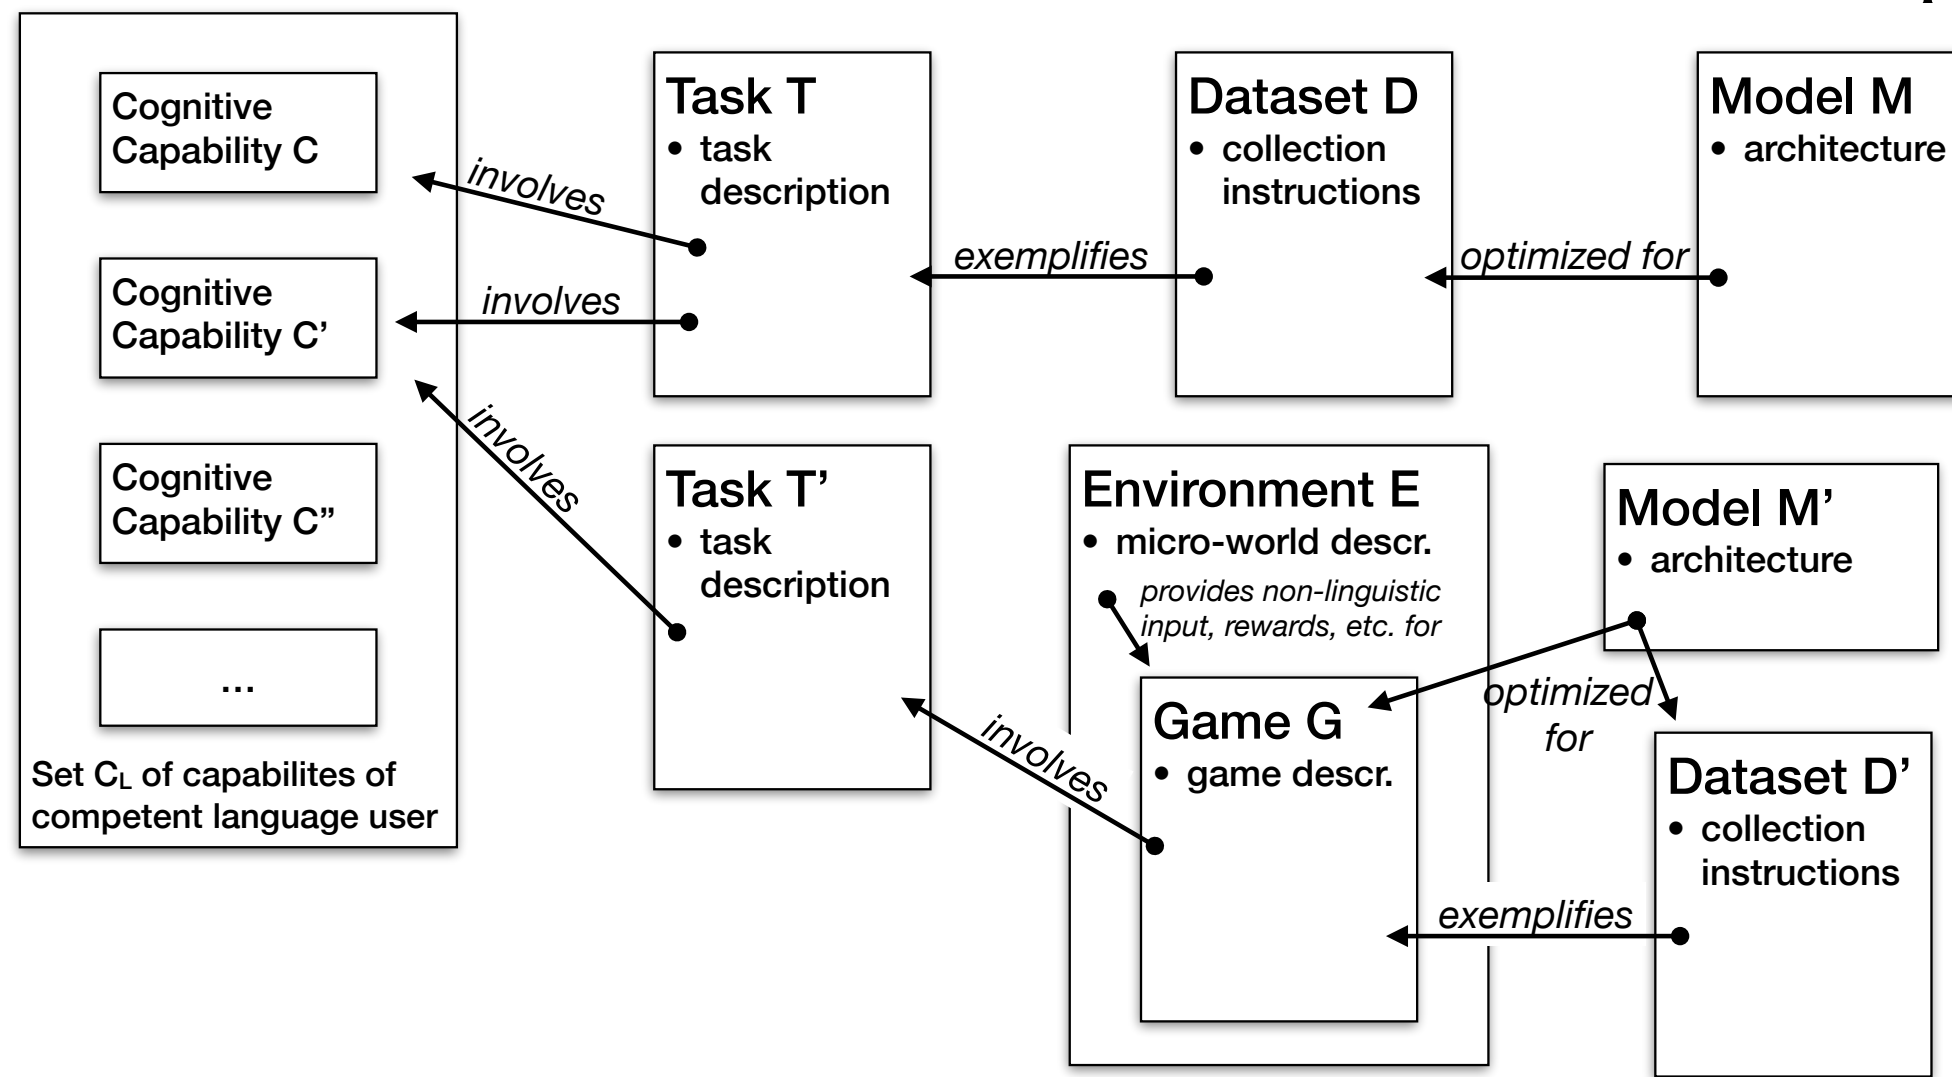 Cognitive
Capability C
Cognitive
Capability C’
Cognitive
Capability C”
...
Set CL of capabilites of
competent language user
involves
involves
involves
Task T
• task
description
exemplifies
Dataset D
• collection
instructions
optimized for
Model M
• architecture
Task T’
• task
description
involves
Environment E
• micro-world descr.
provides non-linguistic
input, rewards, etc. for
Game G
• game descr.
optimized
for
exemplifies
Model M’
• architecture
Dataset D’
• collection
instructions